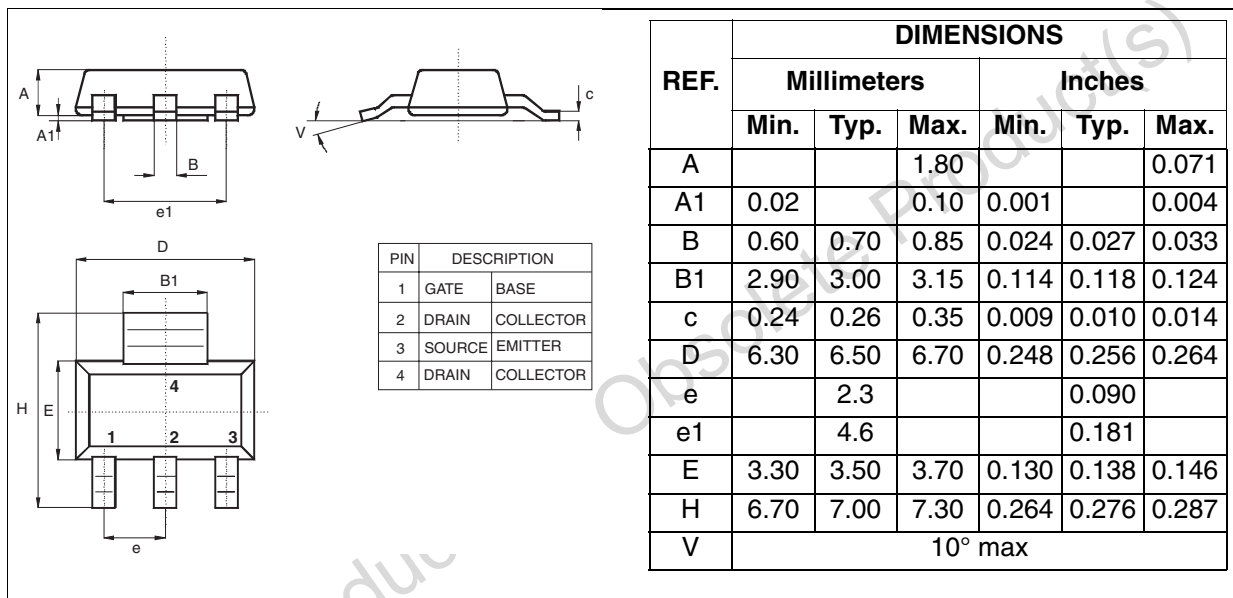 A
A1
B
e1
V
c
D
B1
H
E
4
1 2 3
e
PIN DESCRIPTION
1 GATE BASE
2 DRAIN COLLECTOR
3 SOURCE EMITTER
4 DRAIN COLLECTOR
REF. DIMENSIONS
Millimeters Inches
Min. Typ. Max. Min. Typ. Max.
A 1.80 0.071
A1 0.02 0.10 0.001 0.004
B 0.60 0.70 0.85 0.024 0.027 0.033
B1 2.90 3.00 3.15 0.114 0.118 0.124
c 0.24 0.26 0.35 0.009 0.010 0.014
D 6.30 6.50 6.70 0.248 0.256 0.264
e 2.3 0.090
e1 4.6 0.181
E 3.30 3.50 3.70 0.130 0.138 0.146
H 6.70 7.00 7.30 0.264 0.276 0.287
V 10° max
Obsolete Product(s)
duc